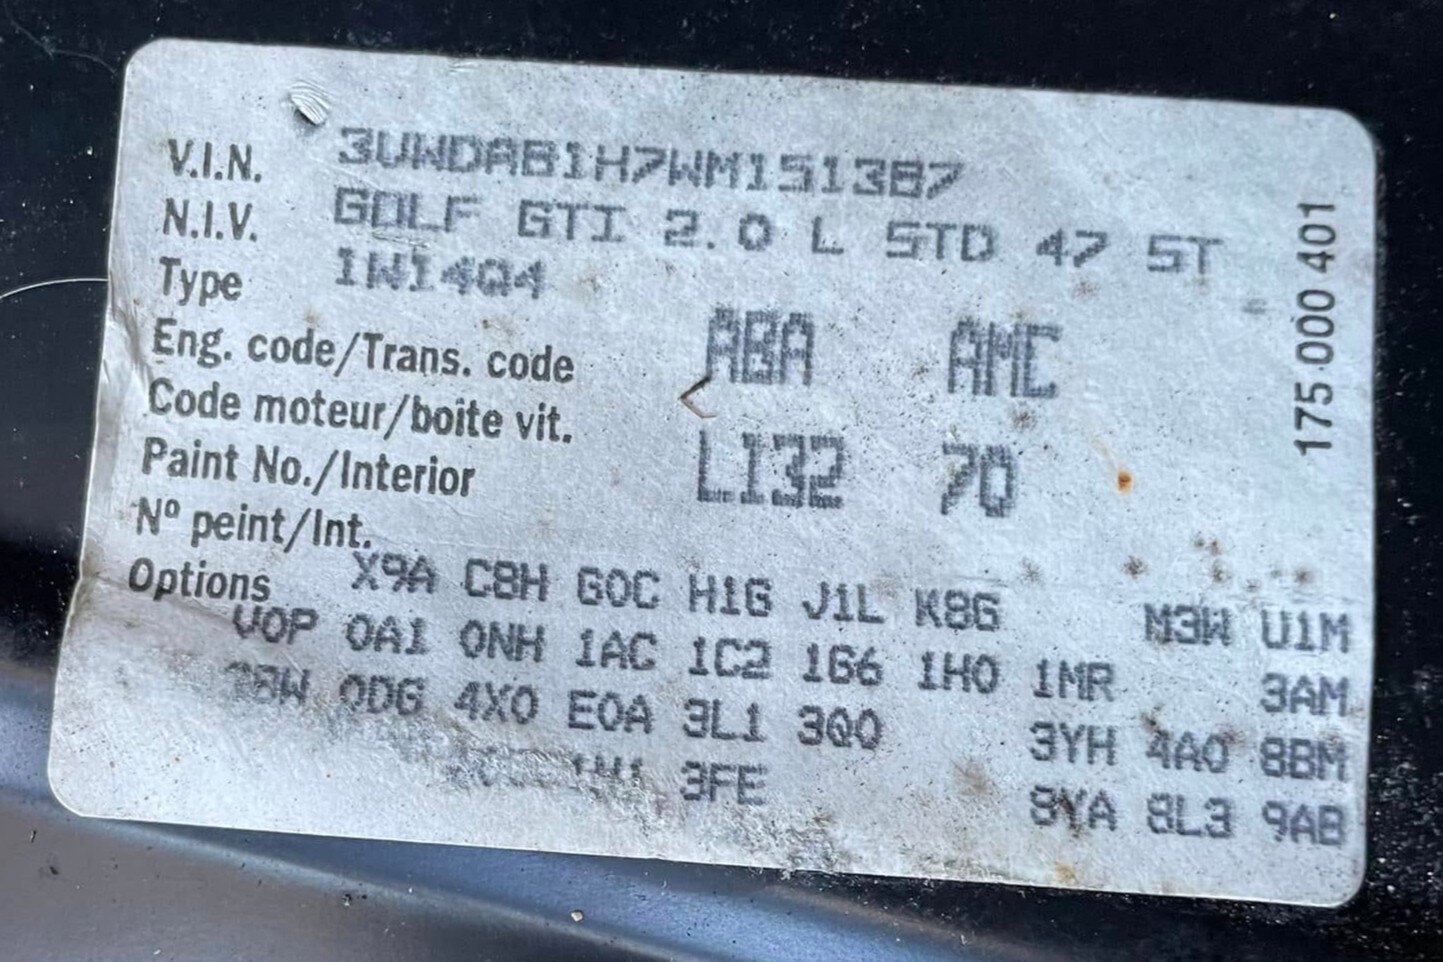 V.I.N. 3VWDA81H7WM151387
N.I.V. GOLF GTI 2.0 L STD 47 ST
Type 1W14Q4
Eng. code/Trans. code ABA AMC
Code moteur/boite vit.
Paint No./Interior L132 70
N° peint/Int.
Options X9A C8H G0C H1G J1L K8G M3W U1M
V0P 0A1 0NH 1AC 1C2 1G6 1H0 1MR 3AM
0DG 4X0 E0A 3L1 3Q0 3YH 4A0 8BM
3FE 8YA 8L3 9AB
175 000 401